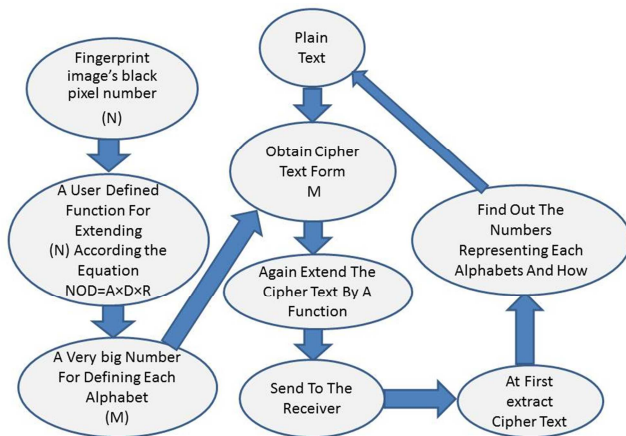 Fingerprint
image's black
pixel number
(N)
A User Defined
Function For
Extending
(N) According the
Equation
NOD=A×D×R
A Very big Number
For Defining Each
Alphabet
(M)
Plain
Text
Obtain Cipher
Text Form
M
Again Extend The
Cipher Text By A
Function
Send To The
Receiver
At First
extract
Cipher Text
Find Out The
Numbers
Representing Each
Alphabets And How